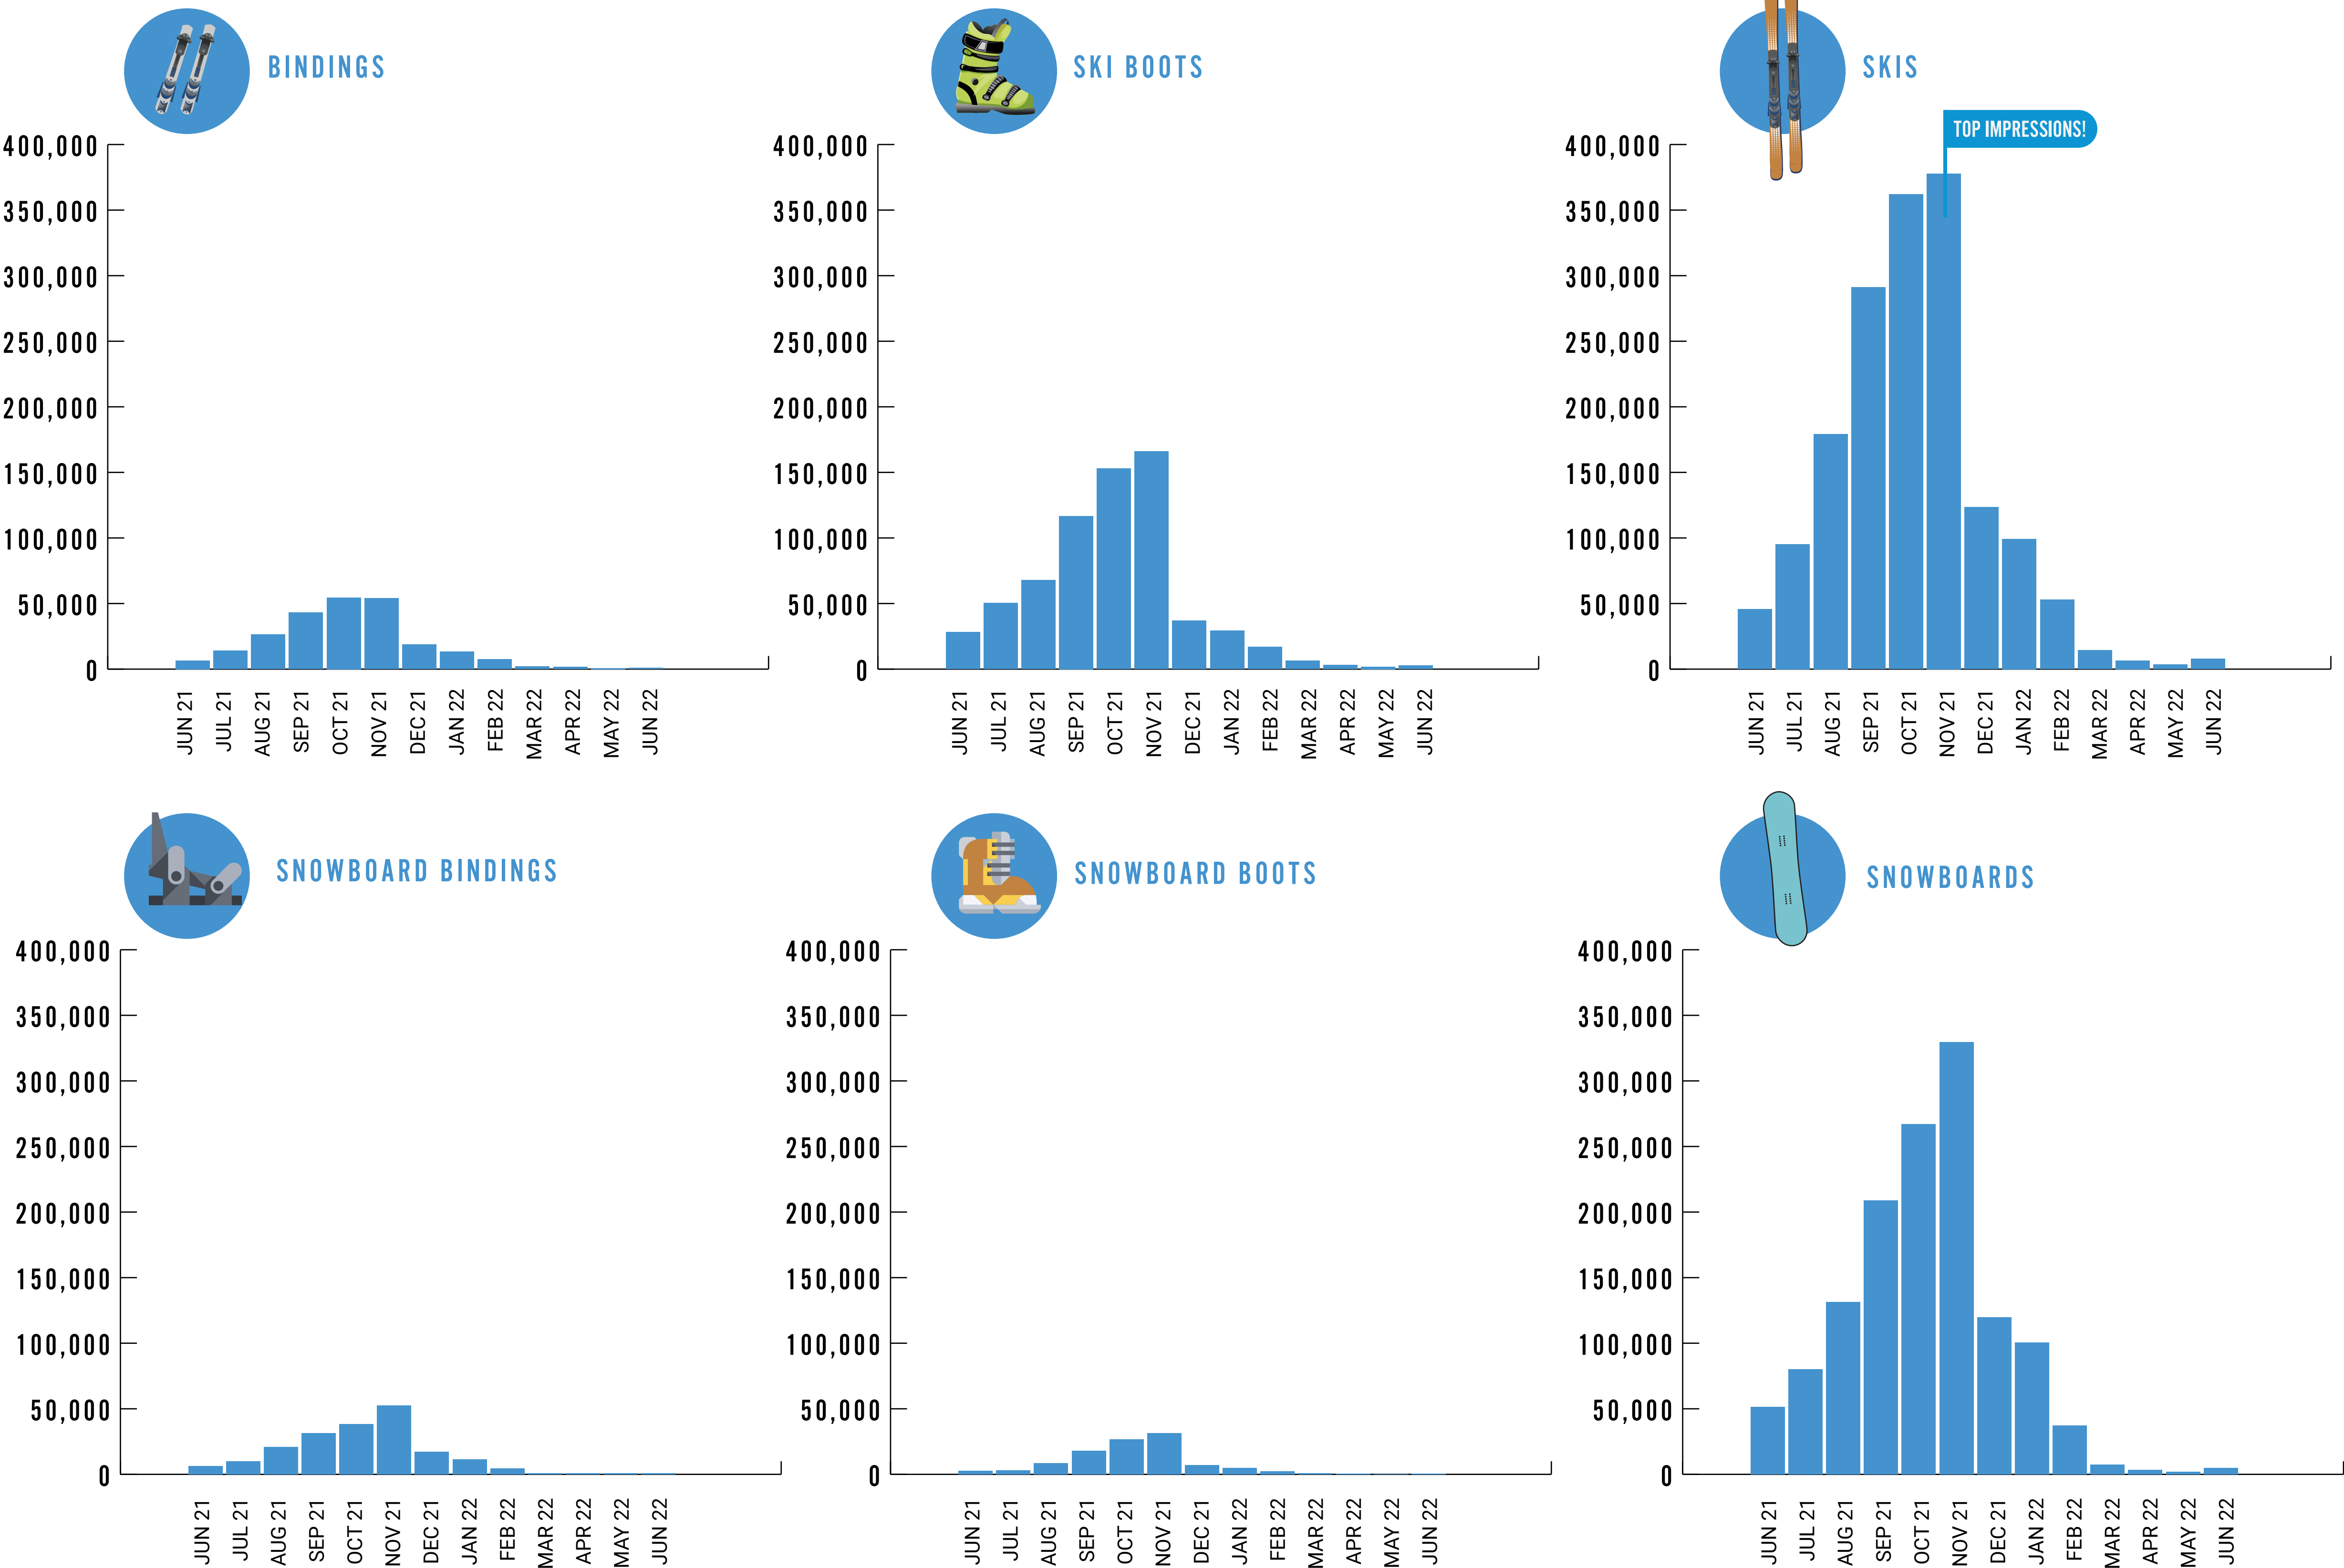 BINDINGS
400,000
350,000
300,000
250,000
200,000
150,000
100,000
50,000
0
JUN 21
JUL 21
AUG 21
SEP 21
OCT 21
NOV 21
DEC 21
JAN 22
FEB 22
MAR 22
APR 22
MAY 22
JUN 22
SKI BOOTS
400,000
350,000
300,000
250,000
200,000
150,000
100,000
50,000
0
JUN 21
JUL 21
AUG 21
SEP 21
OCT 21
NOV 21
DEC 21
JAN 22
FEB 22
MAR 22
APR 22
MAY 22
JUN 22
SKIS
TOP IMPRESSIONS!
400,000
350,000
300,000
250,000
200,000
150,000
100,000
50,000
0
JUN 21
JUL 21
AUG 21
SEP 21
OCT 21
NOV 21
DEC 21
JAN 22
FEB 22
MAR 22
APR 22
MAY 22
JUN 22
SNOWBOARD BINDINGS
400,000
350,000
300,000
250,000
200,000
150,000
100,000
50,000
0
JUN 21
JUL 21
AUG 21
SEP 21
OCT 21
NOV 21
DEC 21
JAN 22
FEB 22
MAR 22
APR 22
MAY 22
JUN 22
SNOWBOARD BOOTS
400,000
350,000
300,000
250,000
200,000
150,000
100,000
50,000
0
JUN 21
JUL 21
AUG 21
SEP 21
OCT 21
NOV 21
DEC 21
JAN 22
FEB 22
MAR 22
APR 22
MAY 22
JUN 22
SNOWBOARDS
400,000
350,000
300,000
250,000
200,000
150,000
100,000
50,000
0
JUN 21
JUL 21
AUG 21
SEP 21
OCT 21
NOV 21
DEC 21
JAN 22
FEB 22
MAR 22
APR 22
MAY 22
JUN 22